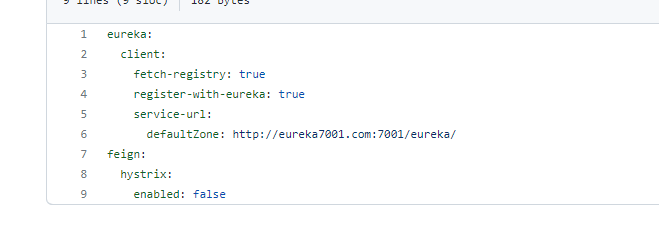 9 lines (9 sloc) 182 Bytes
1 eureka:
2 client:
3 fetch-registry: true
4 register-with-eureka: true
5 service-url:
6 defaultZone: http://eureka7001.com:7001/eureka/
7 feign:
8 hystrix:
9 enabled: false